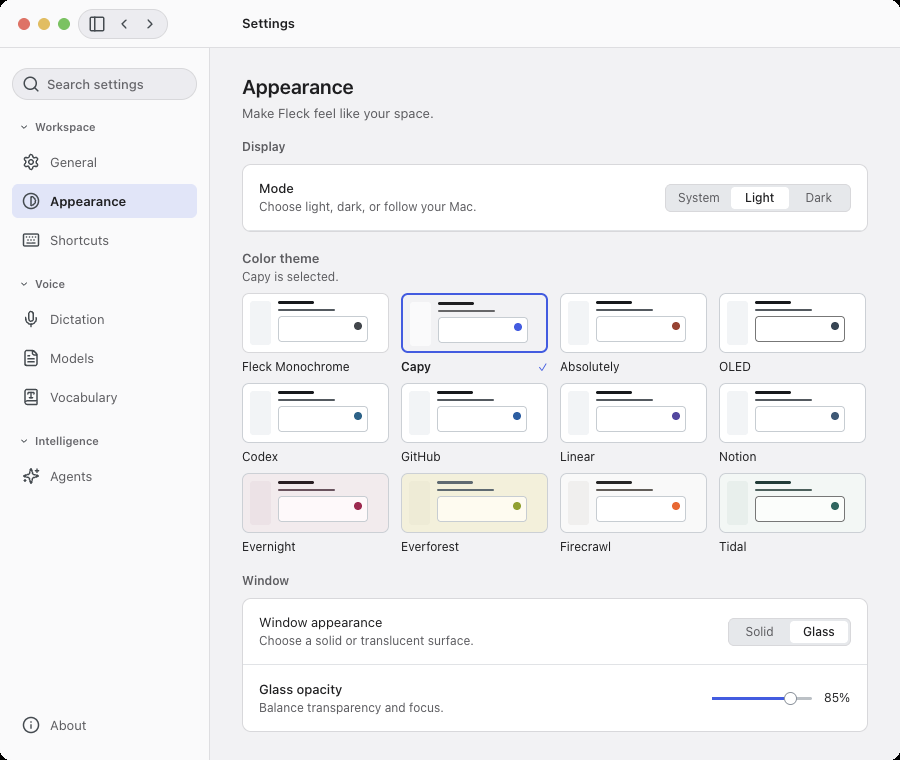 Settings
Search settings
Workspace
General
Appearance
Shortcuts
Voice
Dictation
Models
Vocabulary
Intelligence
Agents
About
Appearance
Make Fleck feel like your space.
Display
Mode
Choose light, dark, or follow your Mac.
System Light Dark
Color theme
Capy is selected.
Fleck Monochrome
Capy
Absolutely
OLED
Codex
GitHub
Linear
Notion
Evernight
Everforest
Firecrawl
Tidal
Window
Window appearance
Choose a solid or translucent surface.
Solid Glass
Glass opacity
Balance transparency and focus.
85%